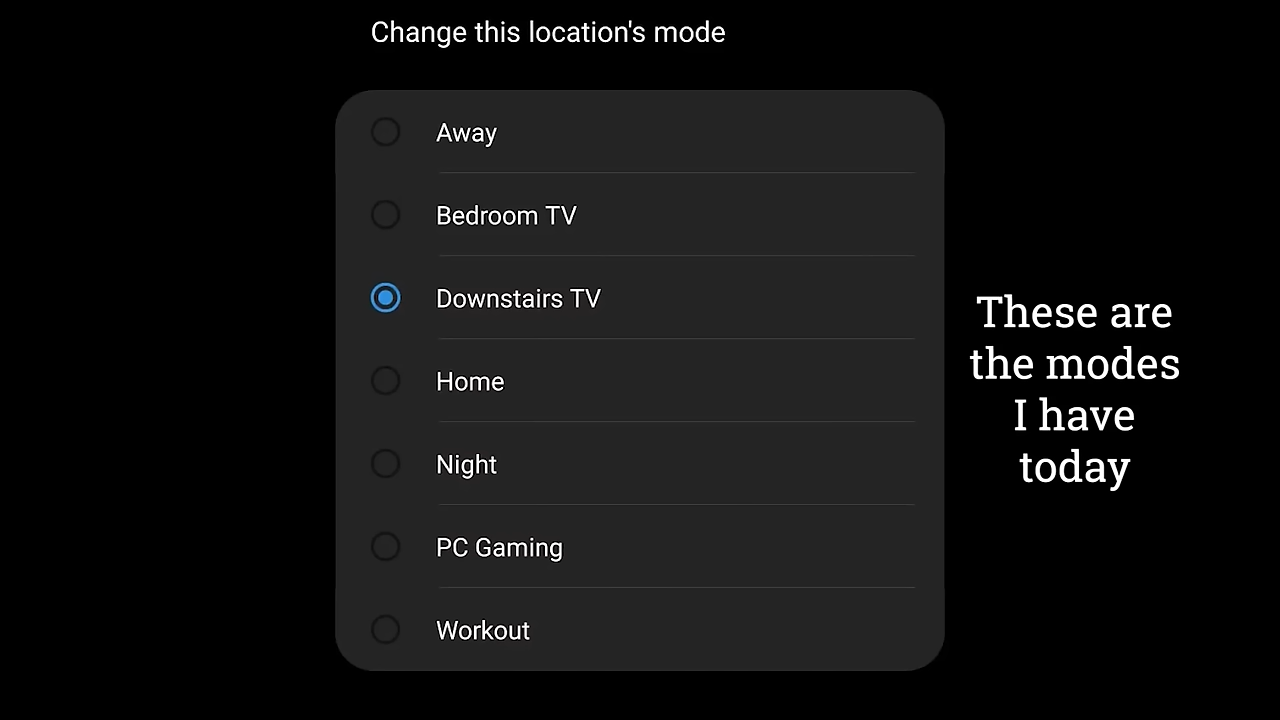 Change this location's mode
Away
Bedroom TV
Downstairs TV
Home
Night
PC Gaming
Workout
These are
the modes
I have
today